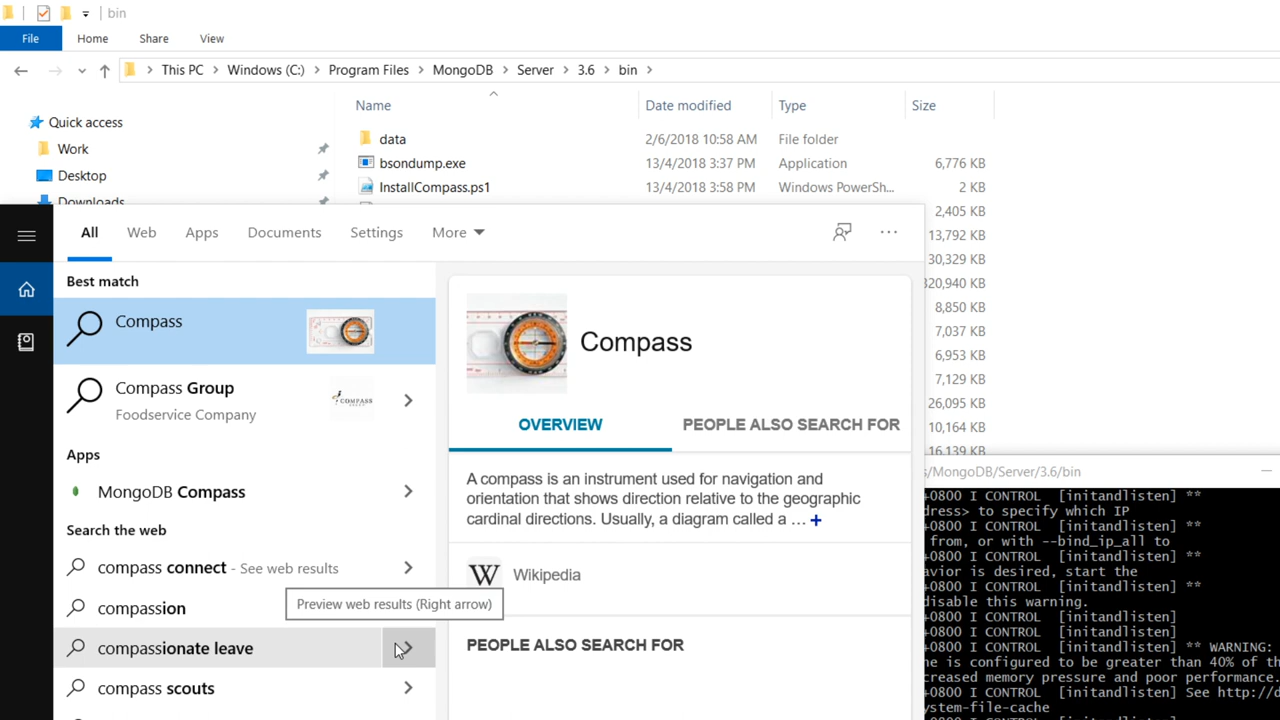 bin
File Home Share View
This PC Windows (C:) Program Files MongoDB Server 3.6 bin
Name Date modified Type Size
Quick access
Work
Desktop
Downloads
data 2/6/2018 10:58 AM File folder
bsondump.exe 13/4/2018 3:37 PM Application 6,776 KB
InstallCompass.ps1 13/4/2018 3:58 PM Windows PowerSh... 2 KB
2,405 KB
13,792 KB
30,329 KB
320,940 KB
8,850 KB
7,037 KB
6,953 KB
7,129 KB
26,095 KB
10,164 KB
16,139 KB
All Web Apps Documents Settings More
Best match
Compass
Compass Group
Foodservice Company
COMPASS
Apps
MongoDB Compass
Search the web
compass connect - See web results
compassion
Preview web results (Right arrow)
compassionate leave
compass scouts
Compass
OVERVIEW PEOPLE ALSO SEARCH FOR
A compass is an instrument used for navigation and
orientation that shows direction relative to the geographic
cardinal directions. Usually, a diagram called a ... +
W Wikipedia
PEOPLE ALSO SEARCH FOR
s/MongoDB/Server/3.6/bin
+0800 I CONTROL [initandlisten] **
dress> to specify which IP
+0800 I CONTROL [initandlisten] **
from, or with --bind_ip_all to
+0800 I CONTROL [initandlisten] **
avior is desired, start the
+0800 I CONTROL [initandlisten] **
disable this warning.
+0800 I CONTROL [initandlisten]
+0800 I CONTROL [initandlisten]
+0800 I CONTROL [initandlisten] ** WARNING:
he is configured to be greater than 40% of th
creased memory pressure and poor performance.
+0800 I CONTROL [initandlisten] See http://d
ystem-file-cache